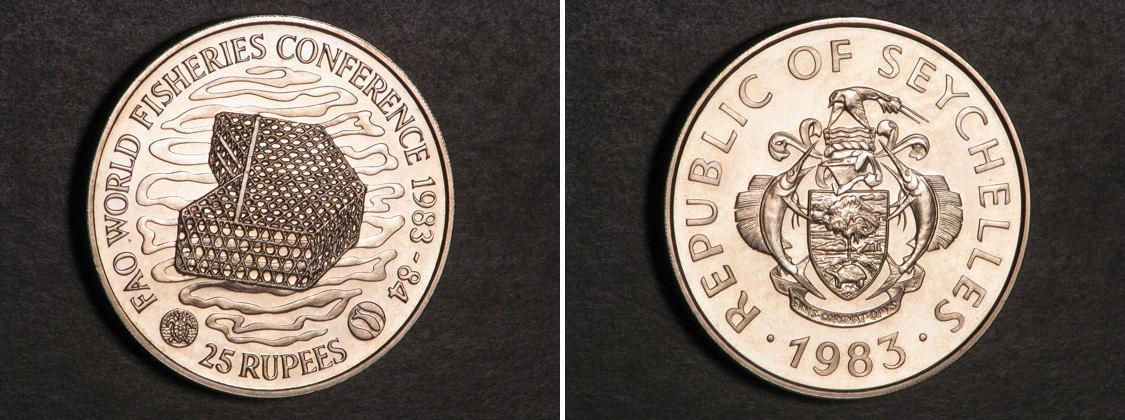 FAO WORLD FISHERIES CONFERENCE 1983-84
25 RUPEES
REPUBLIC OF SEYCHELLES
· 1983 ·